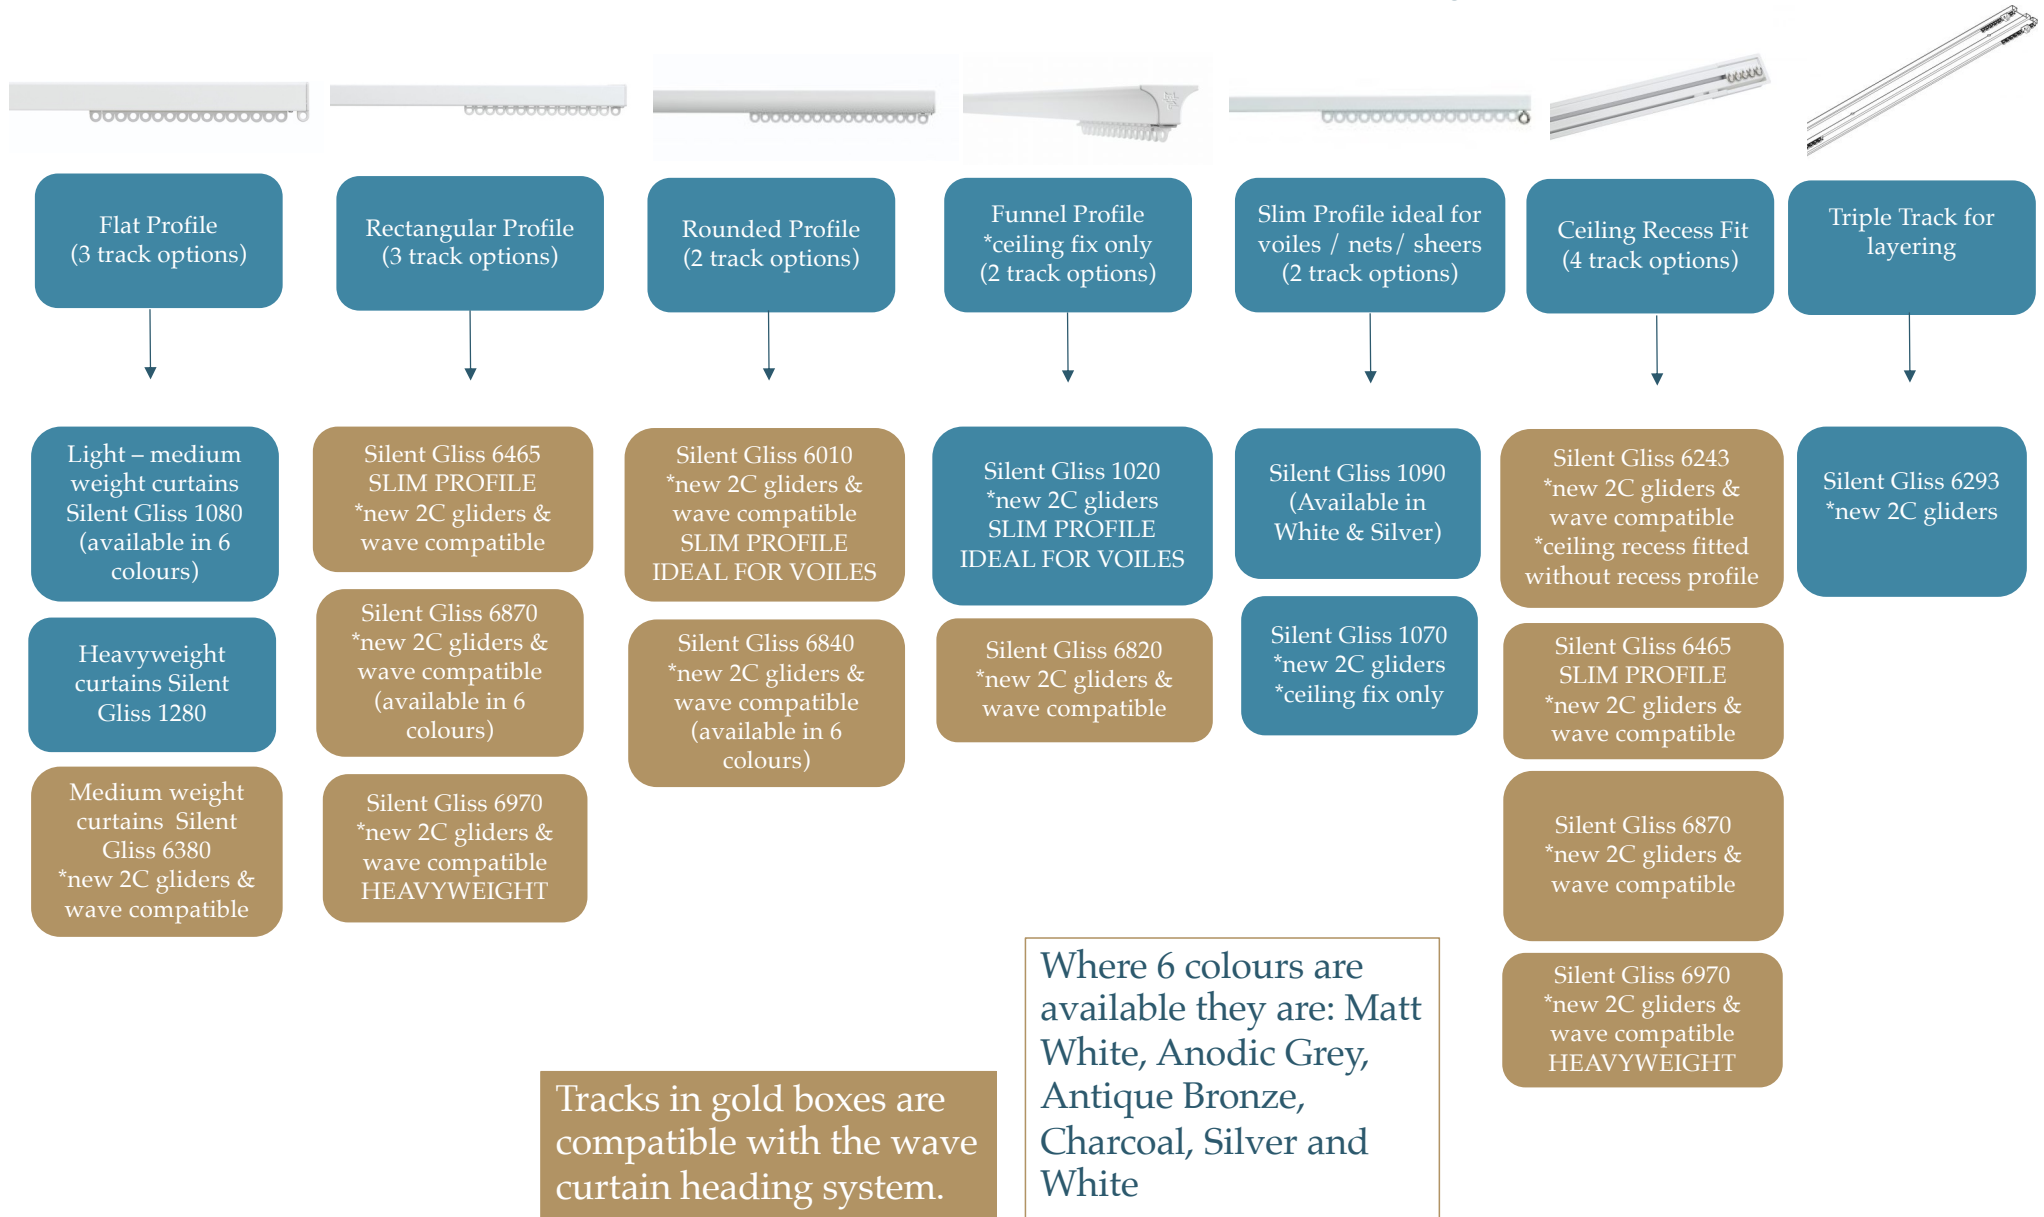 Flat Profile
(3 track options)
Rectangular Profile
(3 track options)
Rounded Profile
(2 track options)
Funnel Profile
*ceiling fix only
(2 track options)
Slim Profile ideal for
voiles / nets/ sheers
(2 track options)
Ceiling Recess Fit
(4 track options)
Triple Track for
layering
Light – medium
weight curtains
Silent Gliss 1080
(available in 6
colours)
Heavyweight
curtains Silent
Gliss 1280
Medium weight
curtains  Silent
Gliss 6380
*new 2C gliders &
wave compatible
Silent Gliss 6465
SLIM PROFILE
*new 2C gliders &
wave compatible
Silent Gliss 6870
*new 2C gliders &
wave compatible
(available in 6
colours)
Silent Gliss 6970
*new 2C gliders &
wave compatible
HEAVYWEIGHT
Silent Gliss 6010
*new 2C gliders &
wave compatible
SLIM PROFILE
IDEAL FOR VOILES
Silent Gliss 6840
*new 2C gliders &
wave compatible
(available in 6
colours)
Silent Gliss 1020
*new 2C gliders
SLIM PROFILE
IDEAL FOR VOILES
Silent Gliss 6820
*new 2C gliders &
wave compatible
Silent Gliss 1090
(Available in
White & Silver)
Silent Gliss 1070
*new 2C gliders
*ceiling fix only
Silent Gliss 6243
*new 2C gliders &
wave compatible
*ceiling recess fitted
without recess profile
Silent Gliss 6465
SLIM PROFILE
*new 2C gliders &
wave compatible
Silent Gliss 6870
*new 2C gliders &
wave compatible
Silent Gliss 6970
*new 2C gliders &
wave compatible
HEAVYWEIGHT
Silent Gliss 6293
*new 2C gliders
Tracks in gold boxes are
compatible with the wave
curtain heading system.
Where 6 colours are
available they are: Matt
White, Anodic Grey,
Antique Bronze,
Charcoal, Silver and
White